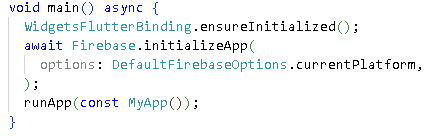 void main() async {
  WidgetsFlutterBinding.ensureInitialized();
  await Firebase.initializeApp(
    options: DefaultFirebaseOptions.currentPlatform,
  );
  runApp(const MyApp());
}